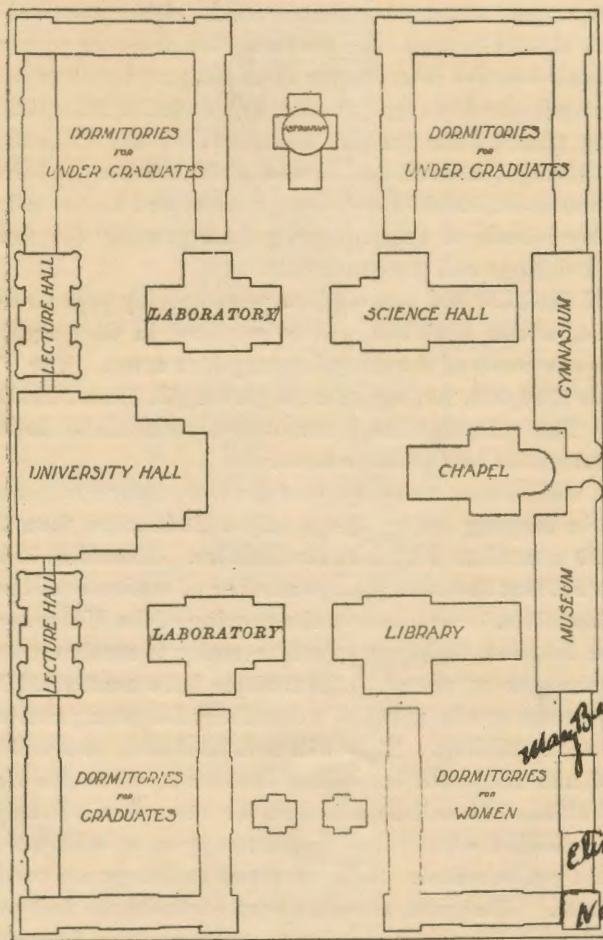 DORMITORIES
FOR
UNDER GRADUATES
DORMITORIES
FOR
UNDER GRADUATES
LECTURE HALL
LABORATORY
SCIENCE HALL
GYMNASIUM
UNIVERSITY HALL
CHAPEL
LECTURE HALL
LABORATORY
LIBRARY
MUSEUM
DORMITORIES
FOR
GRADUATES
DORMITORIES
FOR
WOMEN
Mary